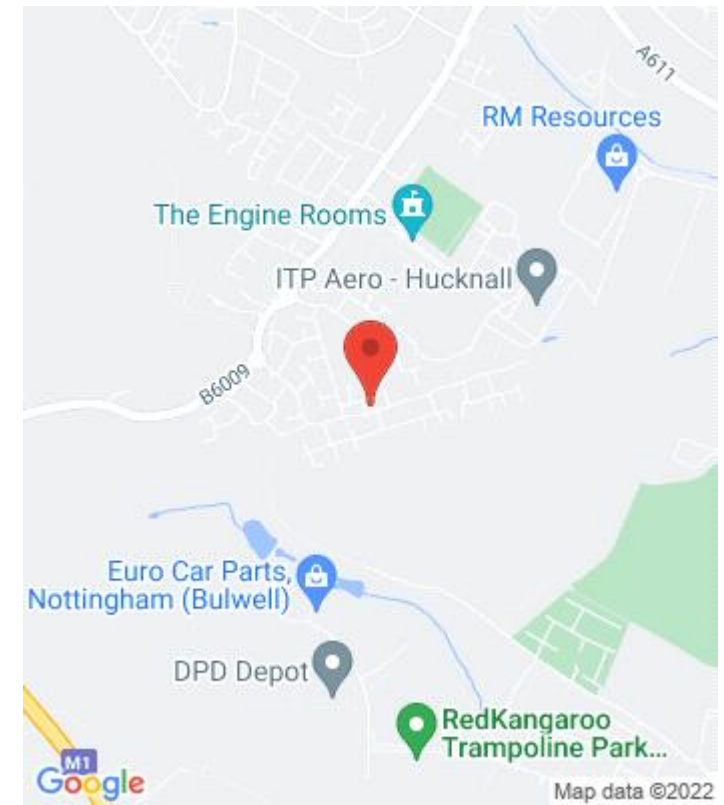 A611
RM Resources
The Engine Rooms
ITP Aero - Hucknall
B6009
Euro Car Parts,
Nottingham (Bulwell)
DPD Depot
RedKangaroo
Trampoline Park...
M1
Google
Map data ©2022